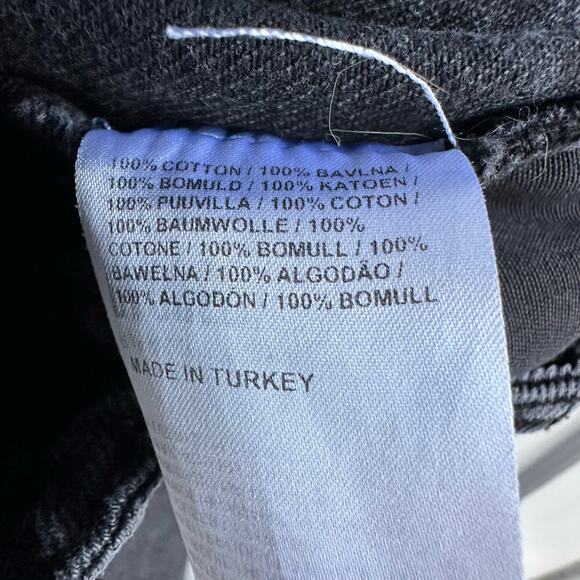 100% COTTON / 100% BAVLNA /
100% BOMULD / 100% KATOEN /
100% PUUVILLA / 100% COTON /
100% BAUMWOLLE / 100%
COTONE / 100% BOMULL / 100%
BAWEŁNA / 100% ALGODÃO /
100% ALGODÓN / 100% BOMULL
MADE IN TURKEY